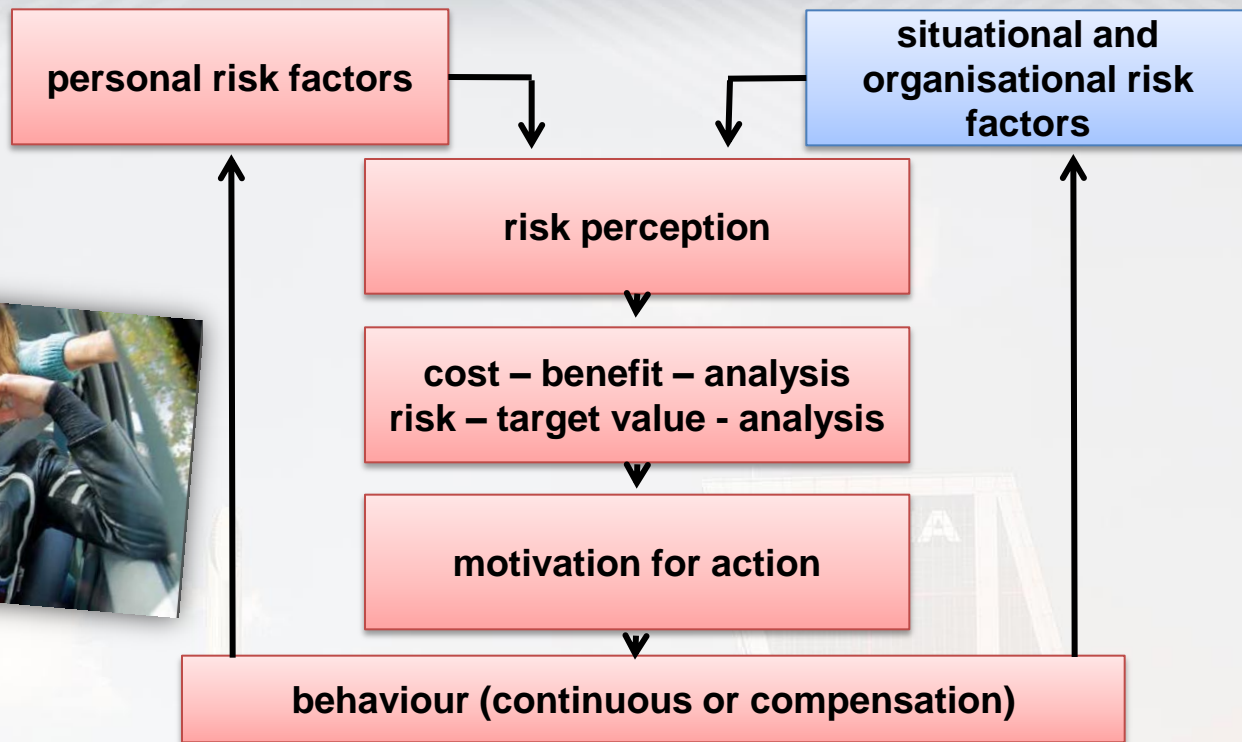 personal risk factors
situational and
organisational risk
factors
risk perception
cost – benefit – analysis
risk – target value - analysis
motivation for action
behaviour (continuous or compensation)